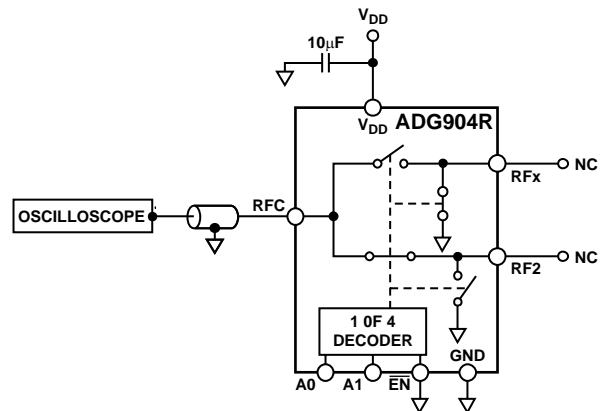 VDD
10µF
VDD
ADG904R
RFx
NC
OSCILLOSCOPE
RFC
RF2
NC
1 0F 4
DECODER
GND
A0
A1
EN